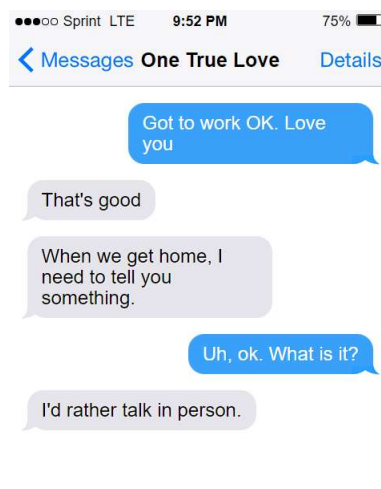 Sprint LTE 9:52 PM 75%
Messages One True Love Details
Got to work OK. Love
you
That's good
When we get home, I
need to tell you
something.
Uh, ok. What is it?
I'd rather talk in person.